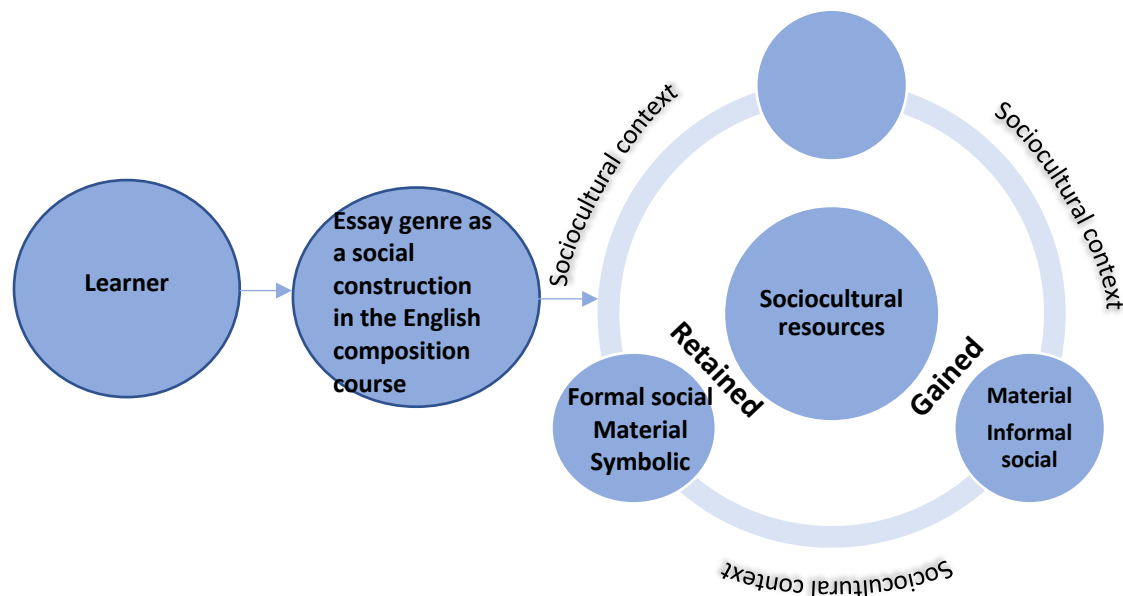 Learner
Essay genre as
a social
construction
in the English
composition
course
Sociocultural context
Sociocultural context
Sociocultural
resources
Retained
Gained
Formal social
Material
Symbolic
Material
Informal
social
Sociocultural context